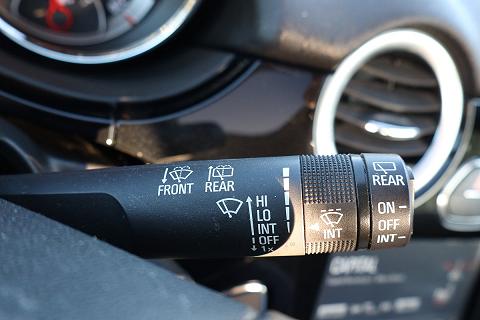 FRONT
REAR
HI
LO
INT
OFF
1x
INT
REAR
ON
OFF
INT